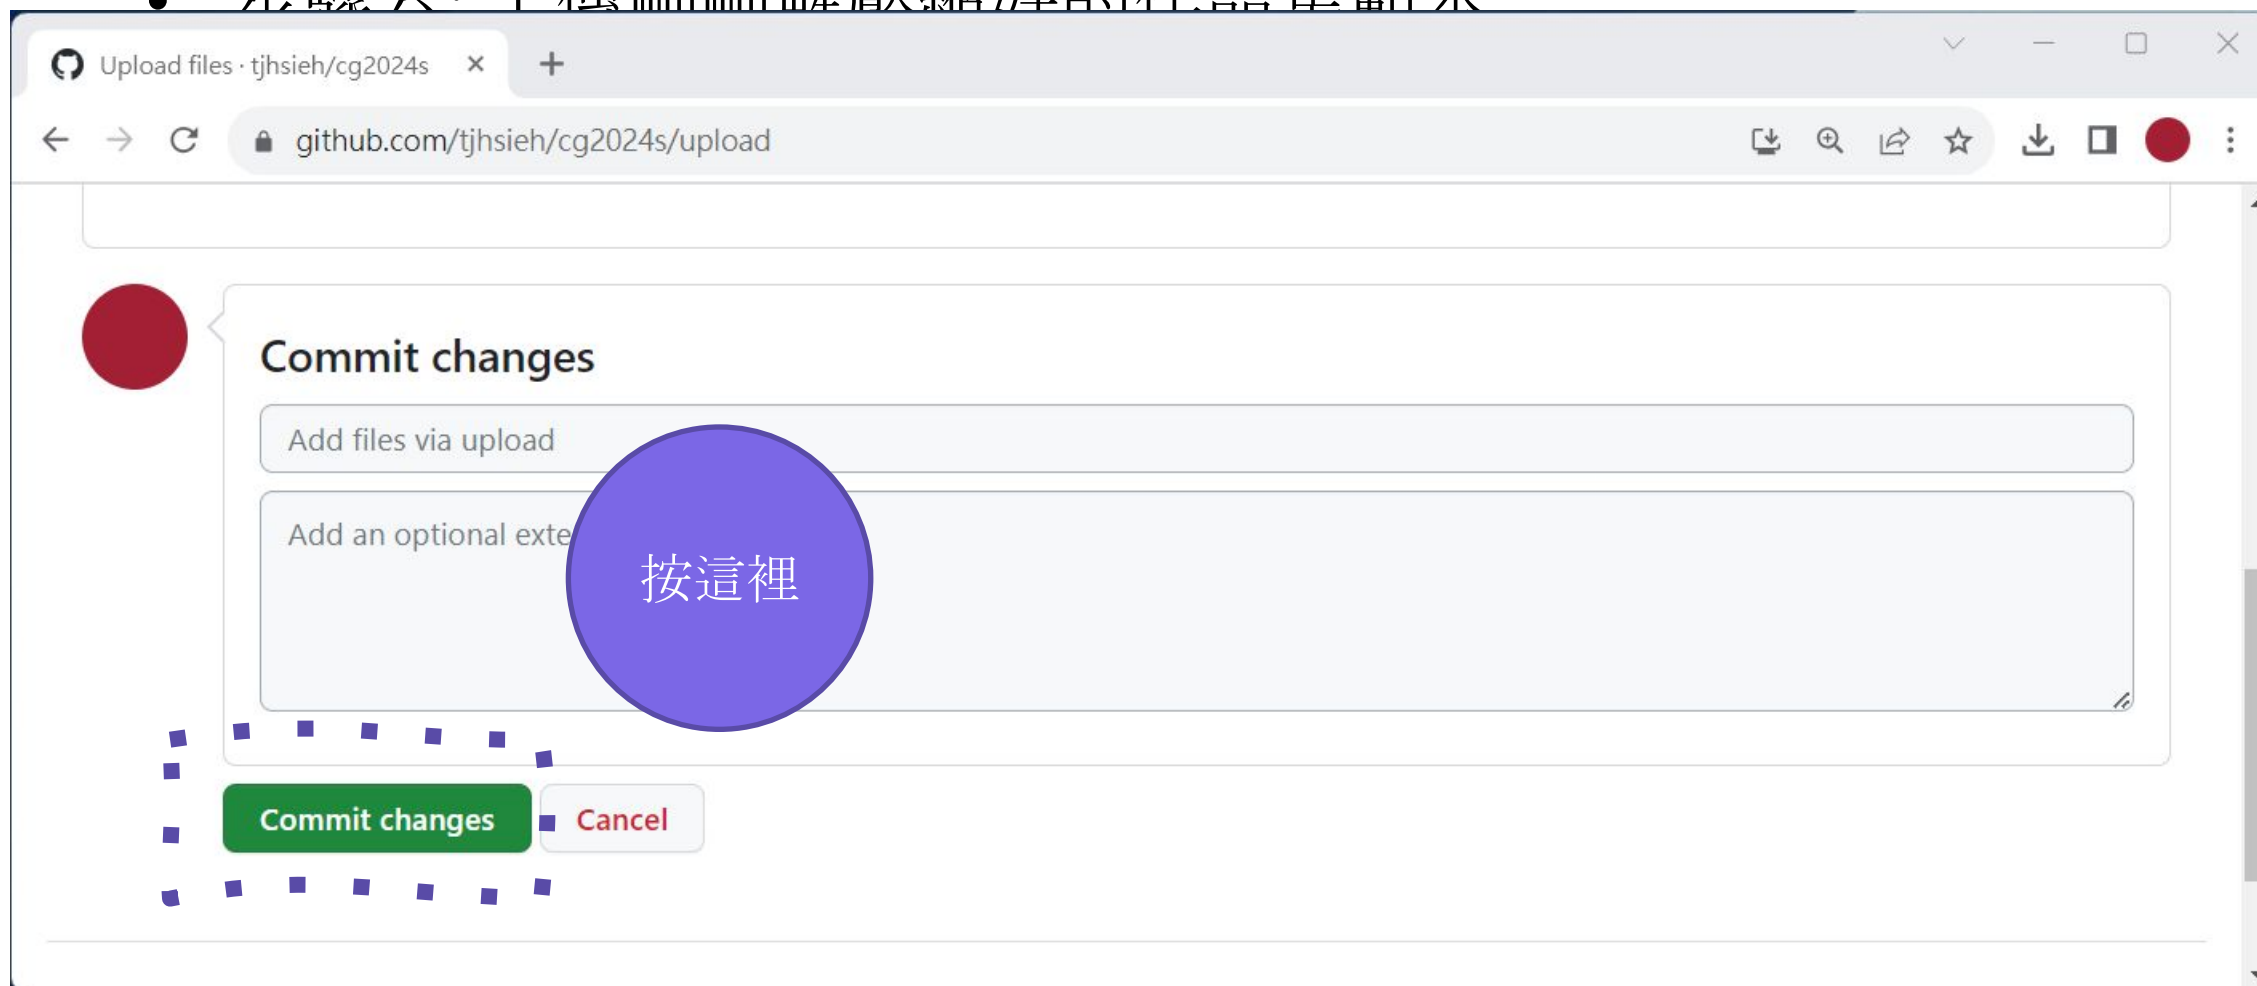 Upload files · tjhsieh/cg2024s
github.com/tjhsieh/cg2024s/upload
Commit changes
Add files via upload
Add an optional exte
按這裡
Commit changes
Cancel